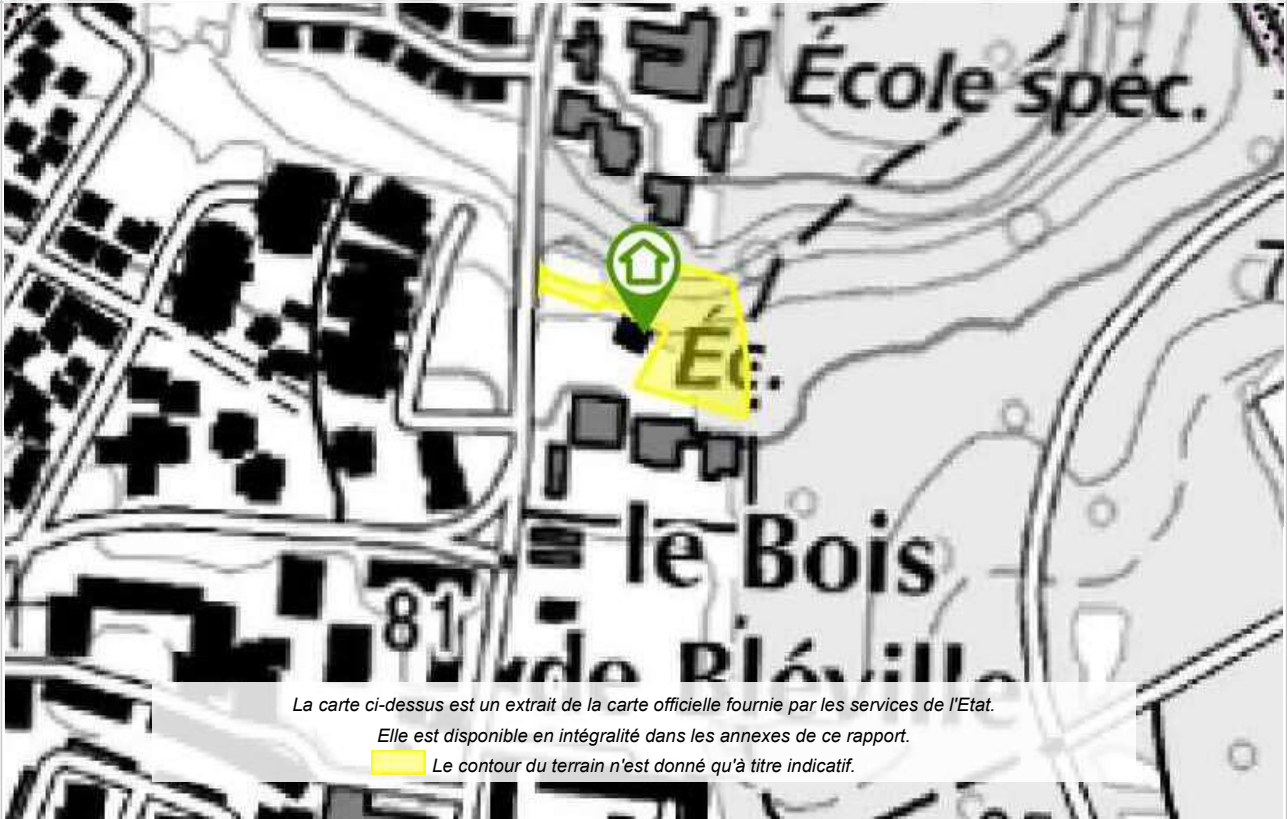 École spéc.
Éc.
le Bois
de Bléville
81
La carte ci-dessus est un extrait de la carte officielle fournie par les services de l'Etat.
Elle est disponible en intégralité dans les annexes de ce rapport.
Le contour du terrain n'est donné qu'à titre indicatif.